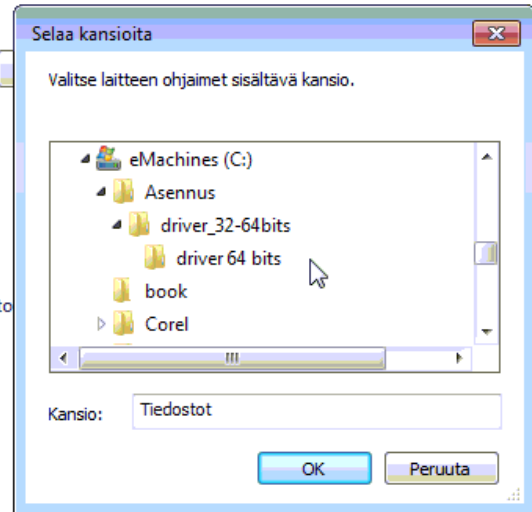 Selaa kansioita
Valitse laitteen ohjaimet sisältävä kansio.
eMachines (C:)
Asennus
driver_32-64bits
driver 64 bits
book
Corel
to
Kansio: Tiedostot
OK Peruuta